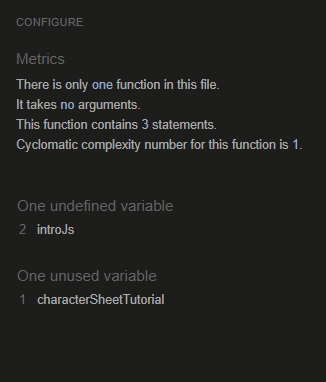 CONFIGURE
Metrics
There is only one function in this file.
It takes no arguments.
This function contains 3 statements.
Cyclomatic complexity number for this function is 1.
One undefined variable
2 introJs
One unused variable
1 characterSheetTutorial